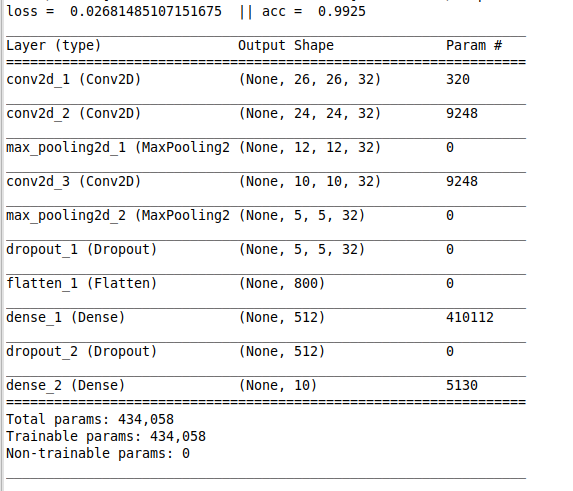 loss =  0.02681485107151675  || acc =  0.9925
Layer (type)                 Output Shape              Param #
=================================================================
conv2d_1 (Conv2D)            (None, 26, 26, 32)        320
conv2d_2 (Conv2D)            (None, 24, 24, 32)        9248
max_pooling2d_1 (MaxPooling2 (None, 12, 12, 32)        0
conv2d_3 (Conv2D)            (None, 10, 10, 32)        9248
max_pooling2d_2 (MaxPooling2 (None, 5, 5, 32)          0
dropout_1 (Dropout)          (None, 5, 5, 32)          0
flatten_1 (Flatten)          (None, 800)               0
dense_1 (Dense)              (None, 512)               410112
dropout_2 (Dropout)          (None, 512)               0
dense_2 (Dense)              (None, 10)                5130
=================================================================
Total params: 434,058
Trainable params: 434,058
Non-trainable params: 0